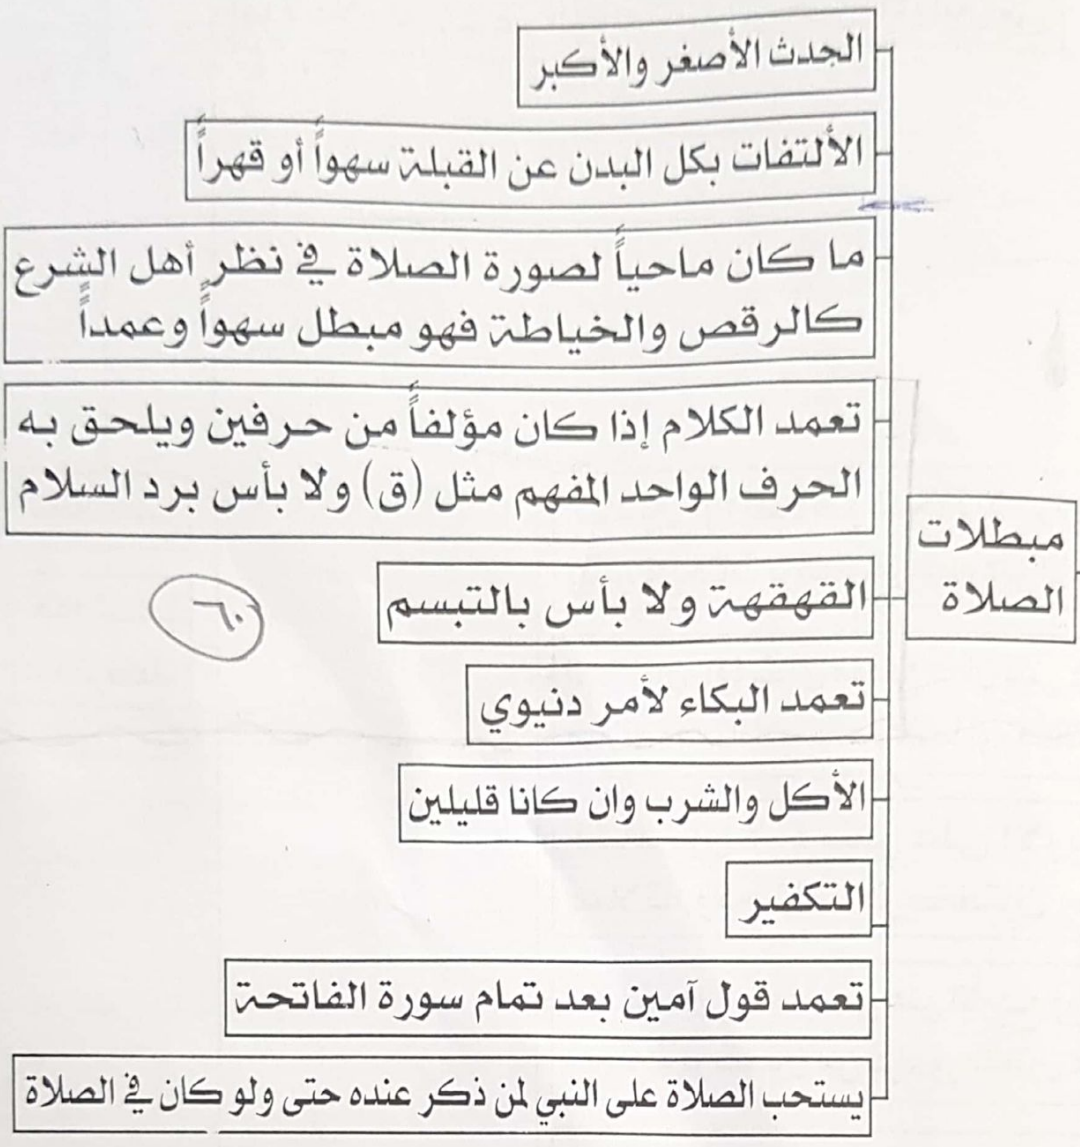 مبطلات
الصلاة
الحدث الأصغر والأكبر
الألتفات بكل البدن عن القبلة سهواً أو قهراً
ما كان ماحياً لصورة الصلاة في نظر أهل الشرع
كالرقص والخياطة فهو مبطل سهواً وعمداً
تعمد الكلام إذا كان مؤلفاً من حرفين ويلحق به
الحرف الواحد المفهم مثل (ق) ولا بأس برد السلام
القهقهة ولا بأس بالتبسم
٦٠
تعمد البكاء لأمر دنيوي
الأكل والشرب وان كانا قليلين
التكفير
تعمد قول آمين بعد تمام سورة الفاتحة
يستحب الصلاة على النبي لمن ذكر عنده حتى ولو كان في الصلاة